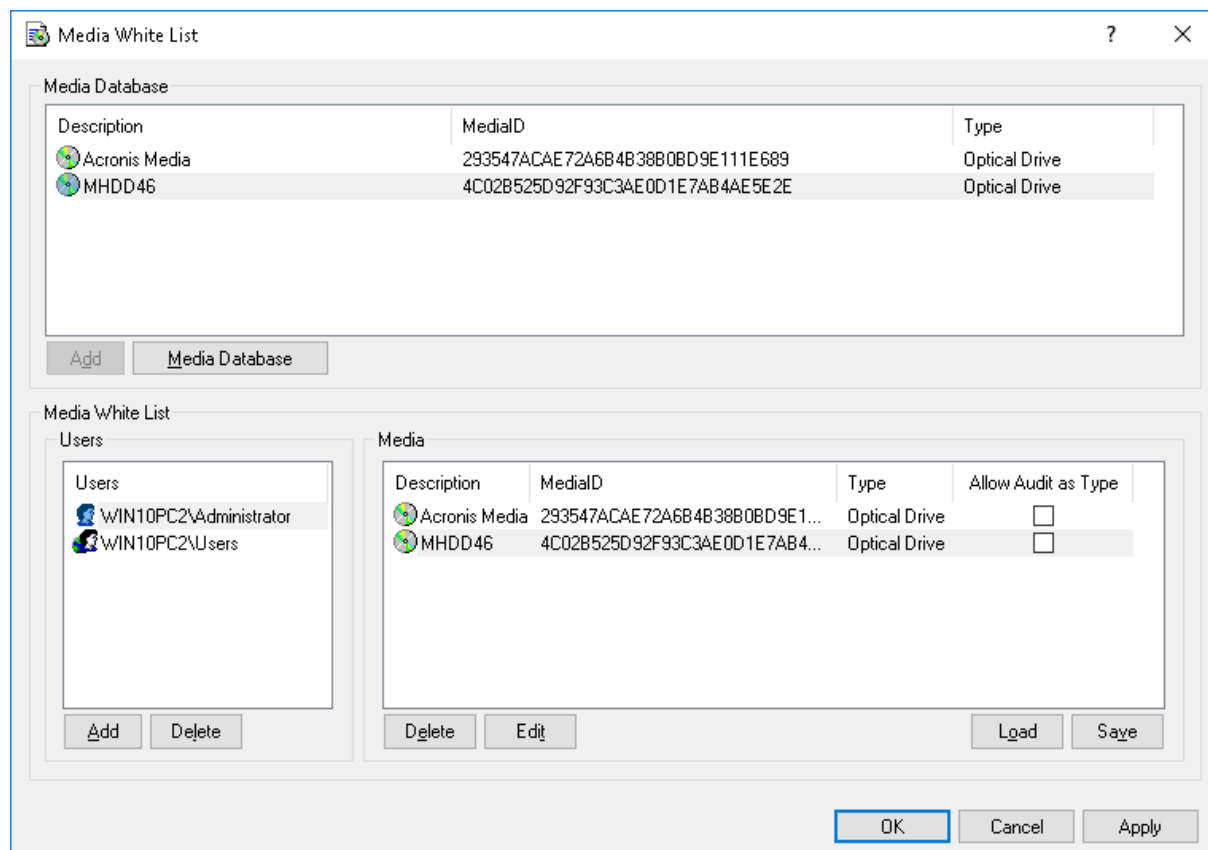 Media White List
Media Database
Description MediaID Type
Acronis Media 293547ACAE72A6B4B38B0BD9E111E689 Optical Drive
MHDD46 4C02B525D92F93C3AE0D1E7AB4AE5E2E Optical Drive
Add Media Database
Media White List
Users
Users
WIN10PC2\Administrator
WIN10PC2\Users
Add Delete
Media
Description MediaID Type Allow Audit as Type
Acronis Media 293547ACAE72A6B4B38B0BD9E1... Optical Drive
MHDD46 4C02B525D92F93C3AE0D1E7AB4... Optical Drive
Delete Edit Load Save
OK Cancel Apply